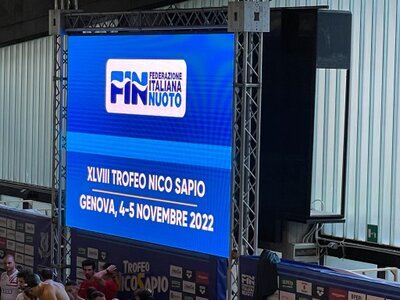 FIN
FEDERAZIONE
ITALIANA
NUOTO
XLVIII TROFEO NICO SAPIO
GENOVA, 4-5 NOVEMBRE 2022
TROFEO
NICO SAPIO